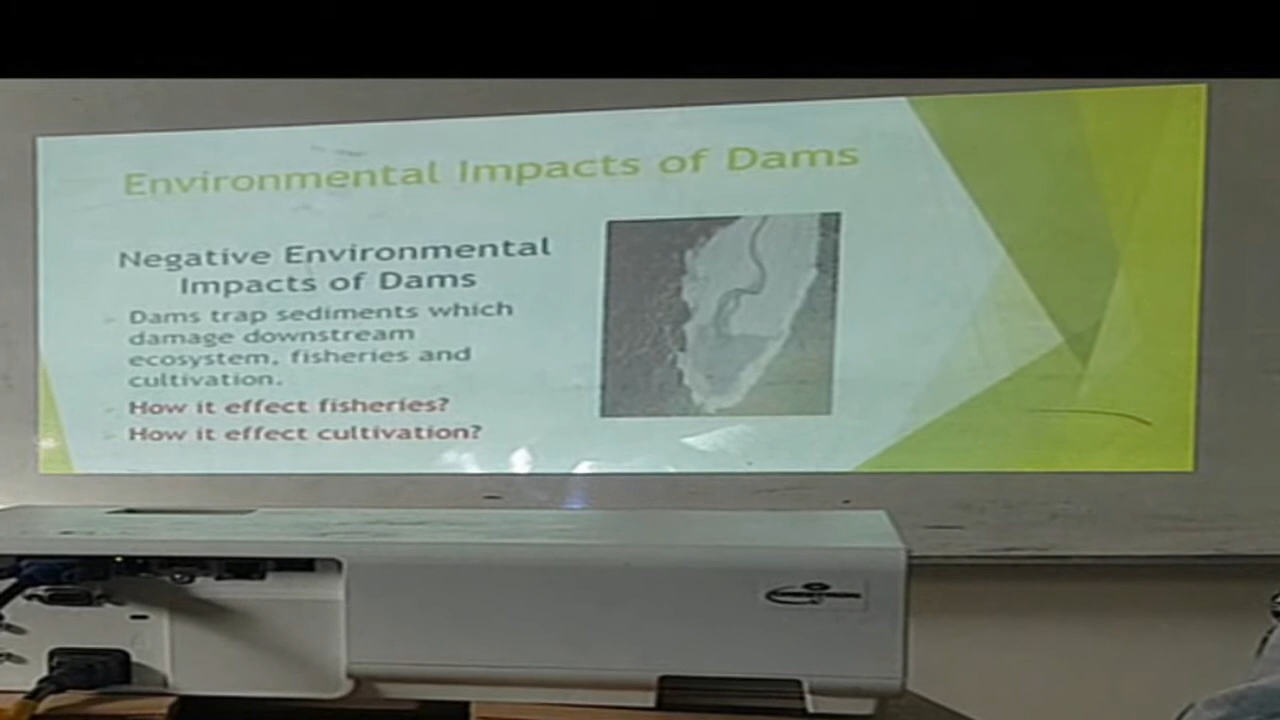 Environmental Impacts of Dams
Negative Environmental
Impacts of Dams
Dams trap sediments which
damage downstream
ecosystem, fisheries and
cultivation.
How it effect fisheries?
How it effect cultivation?